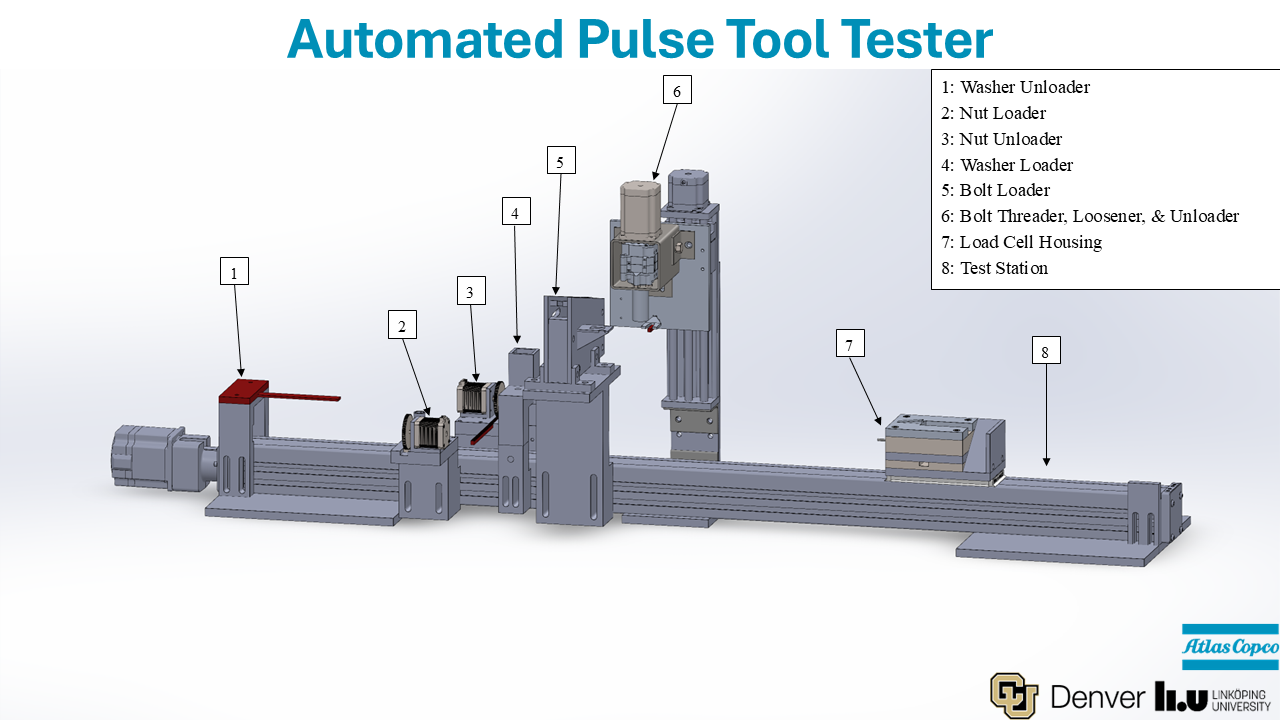 Automated Pulse Tool Tester
6
5
4
1
3
2
7
8
1: Washer Unloader
2: Nut Loader
3: Nut Unloader
4: Washer Loader
5: Bolt Loader
6: Bolt Threader, Loosener, & Unloader
7: Load Cell Housing
8: Test Station
Atlas Copco
CU Denver
li.u LINKÖPING
UNIVERSITY